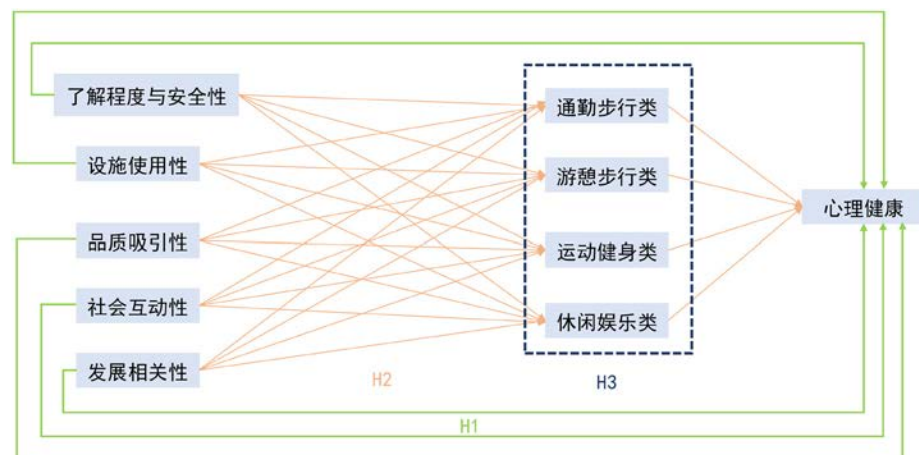 了解程度与安全性
设施使用性
品质吸引性
社会互动性
发展相关性
通勤步行类
游憩步行类
运动健身类
休闲娱乐类
心理健康
H2
H3
H1